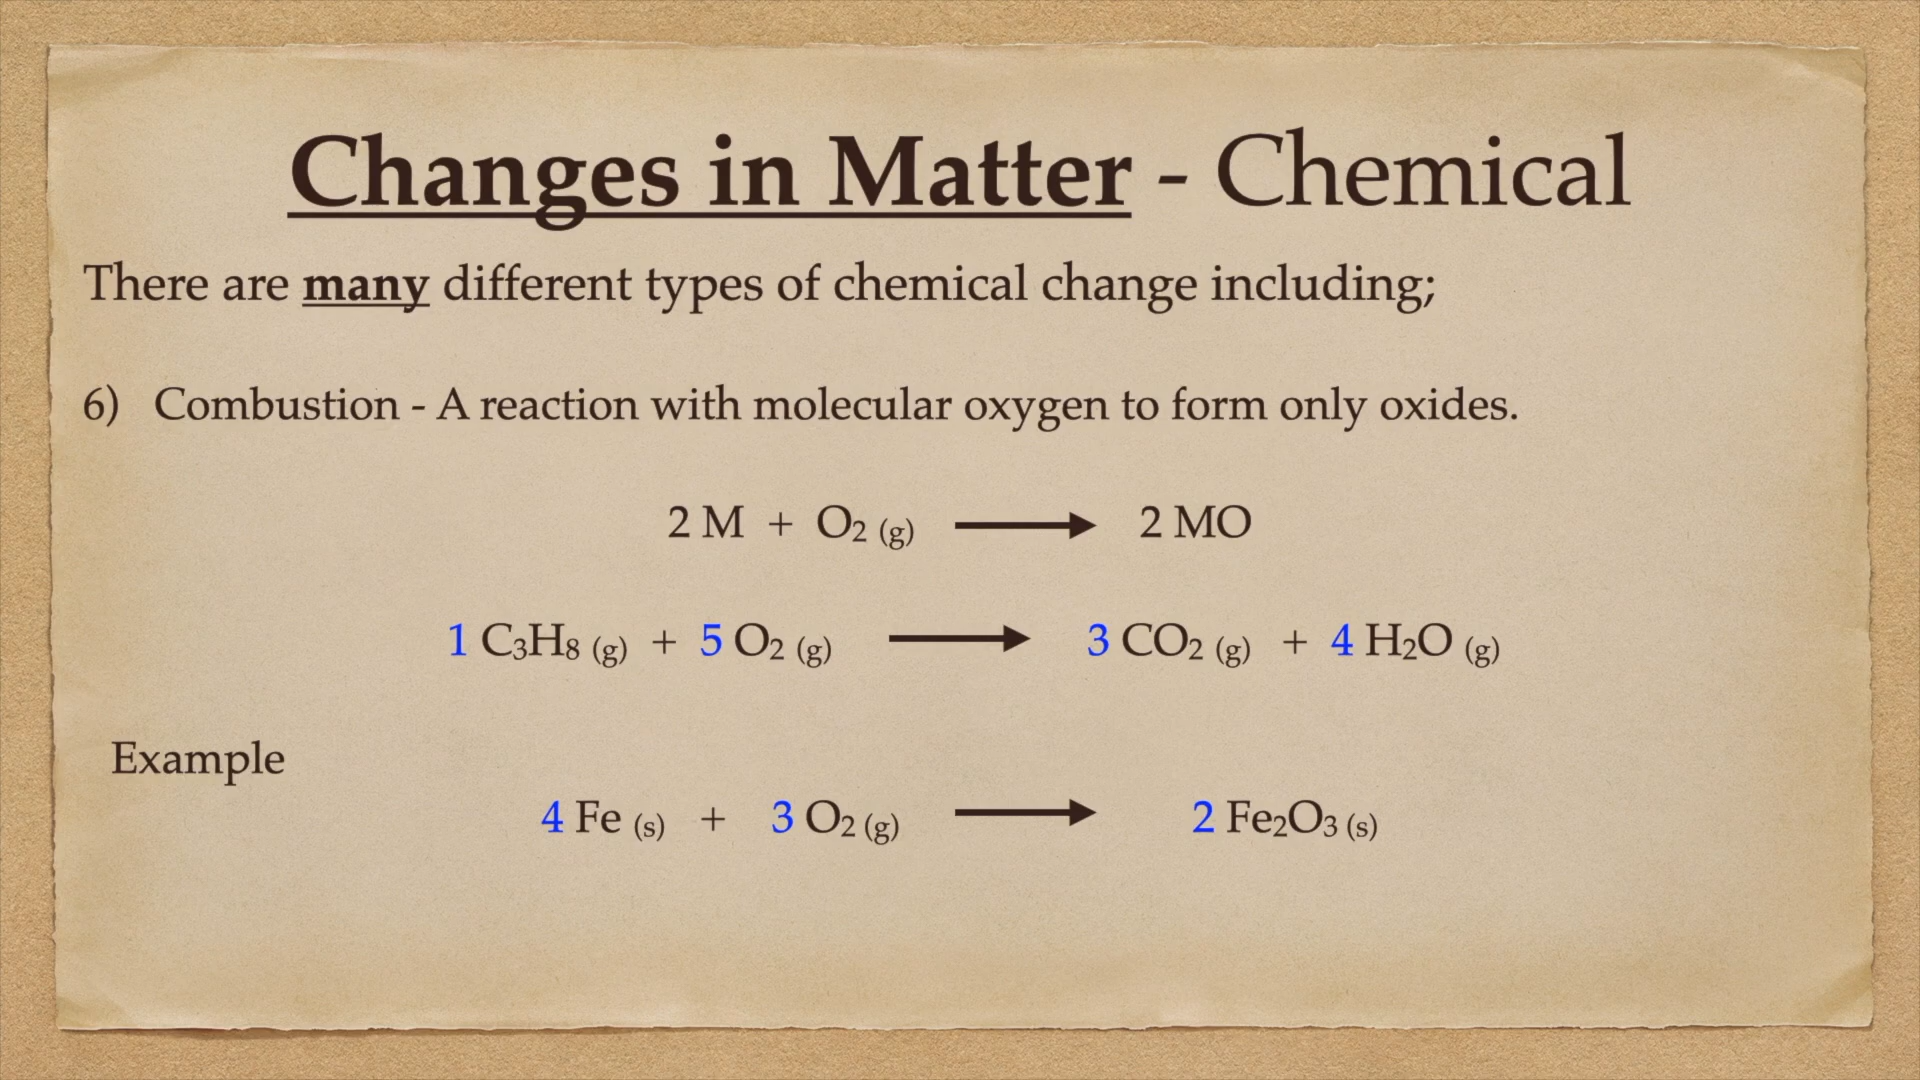 Changes in Matter - Chemical
There are many different types of chemical change including;
6) Combustion - A reaction with molecular oxygen to form only oxides.
2 M + O2 (g) ⟶ 2 MO
1 C3H8 (g) + 5 O2 (g) ⟶ 3 CO2 (g) + 4 H2O (g)
Example
4 Fe (s) + 3 O2 (g) ⟶ 2 Fe2O3 (s)